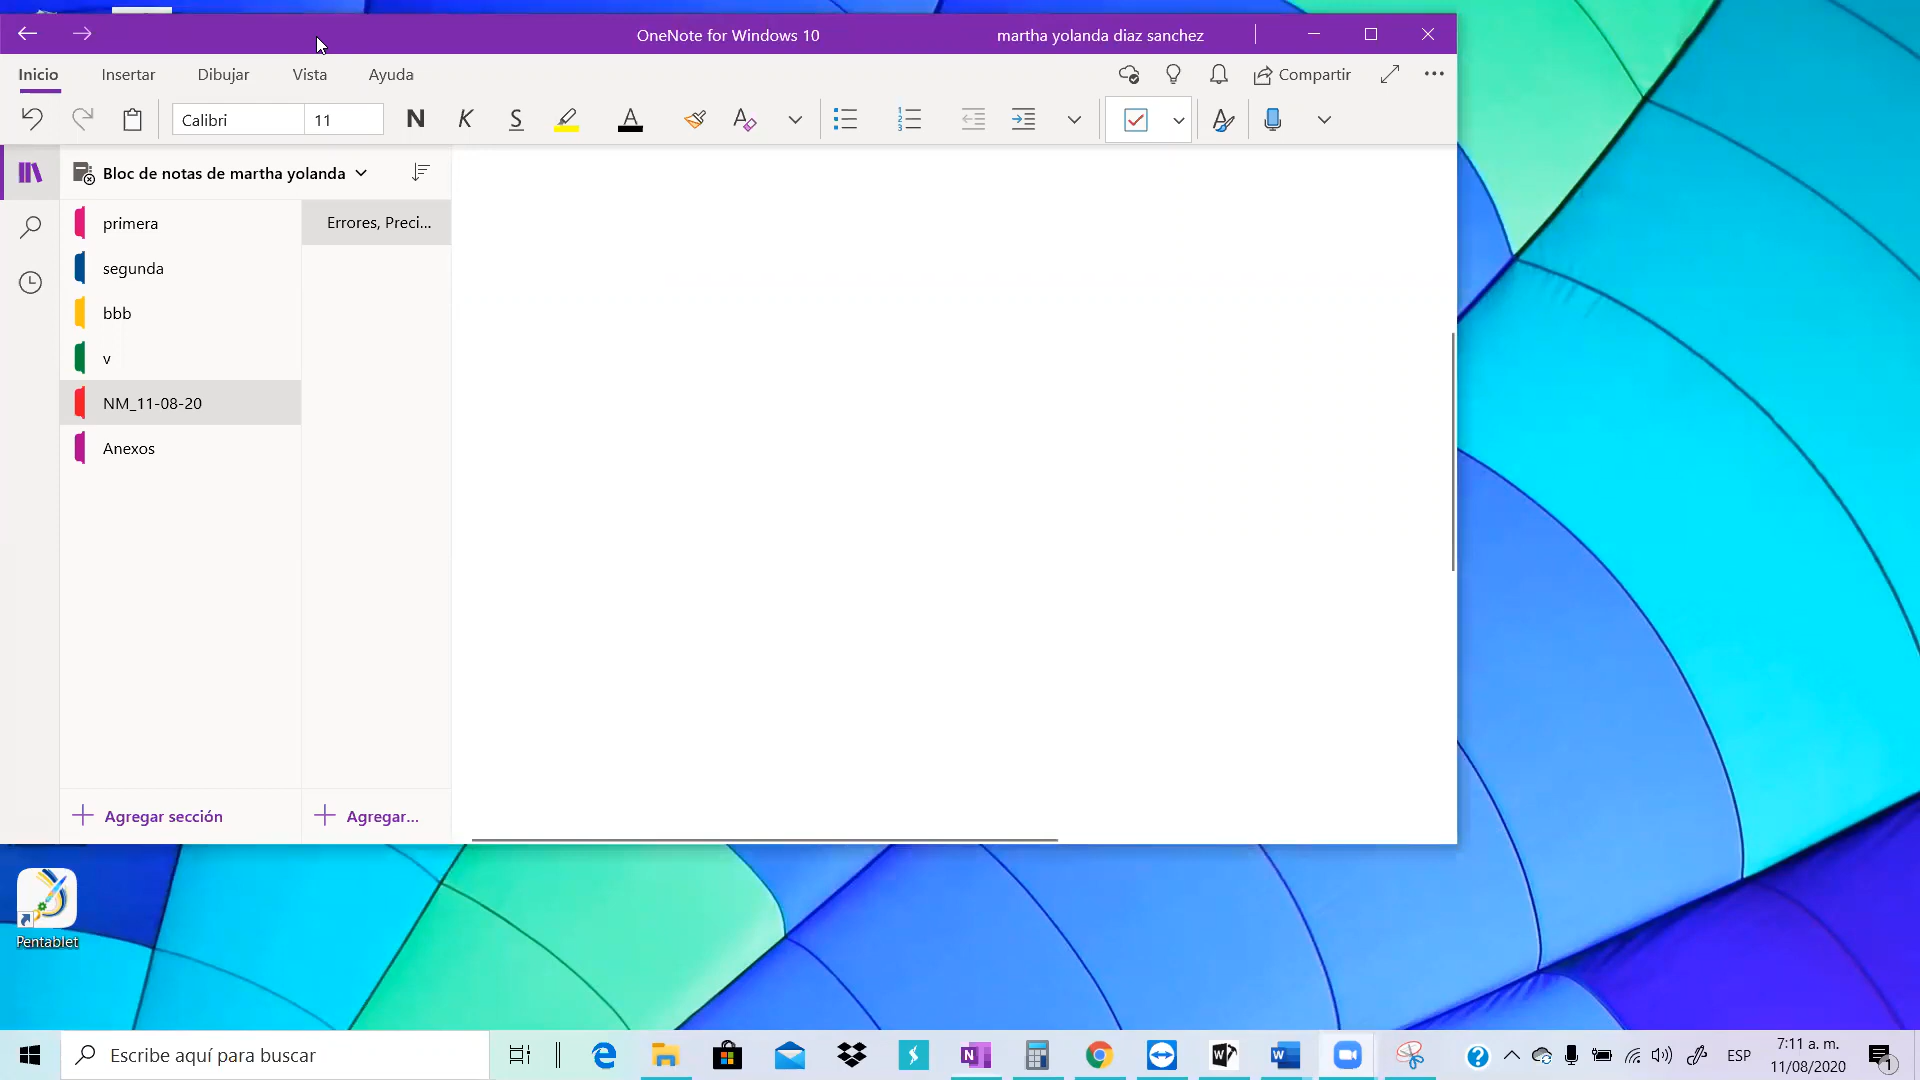 OneNote for Windows 10
martha yolanda diaz sanchez
Inicio
Insertar
Dibujar
Vista
Ayuda
Compartir
Calibri
11
N
K
S
A
Bloc de notas de martha yolanda
primera
segunda
bbb
v
NM_11-08-20
Anexos
Errores, Preci...
Agregar sección
Agregar...
Pentablet
Escribe aquí para buscar
ESP
7:11 a. m.
11/08/2020
1